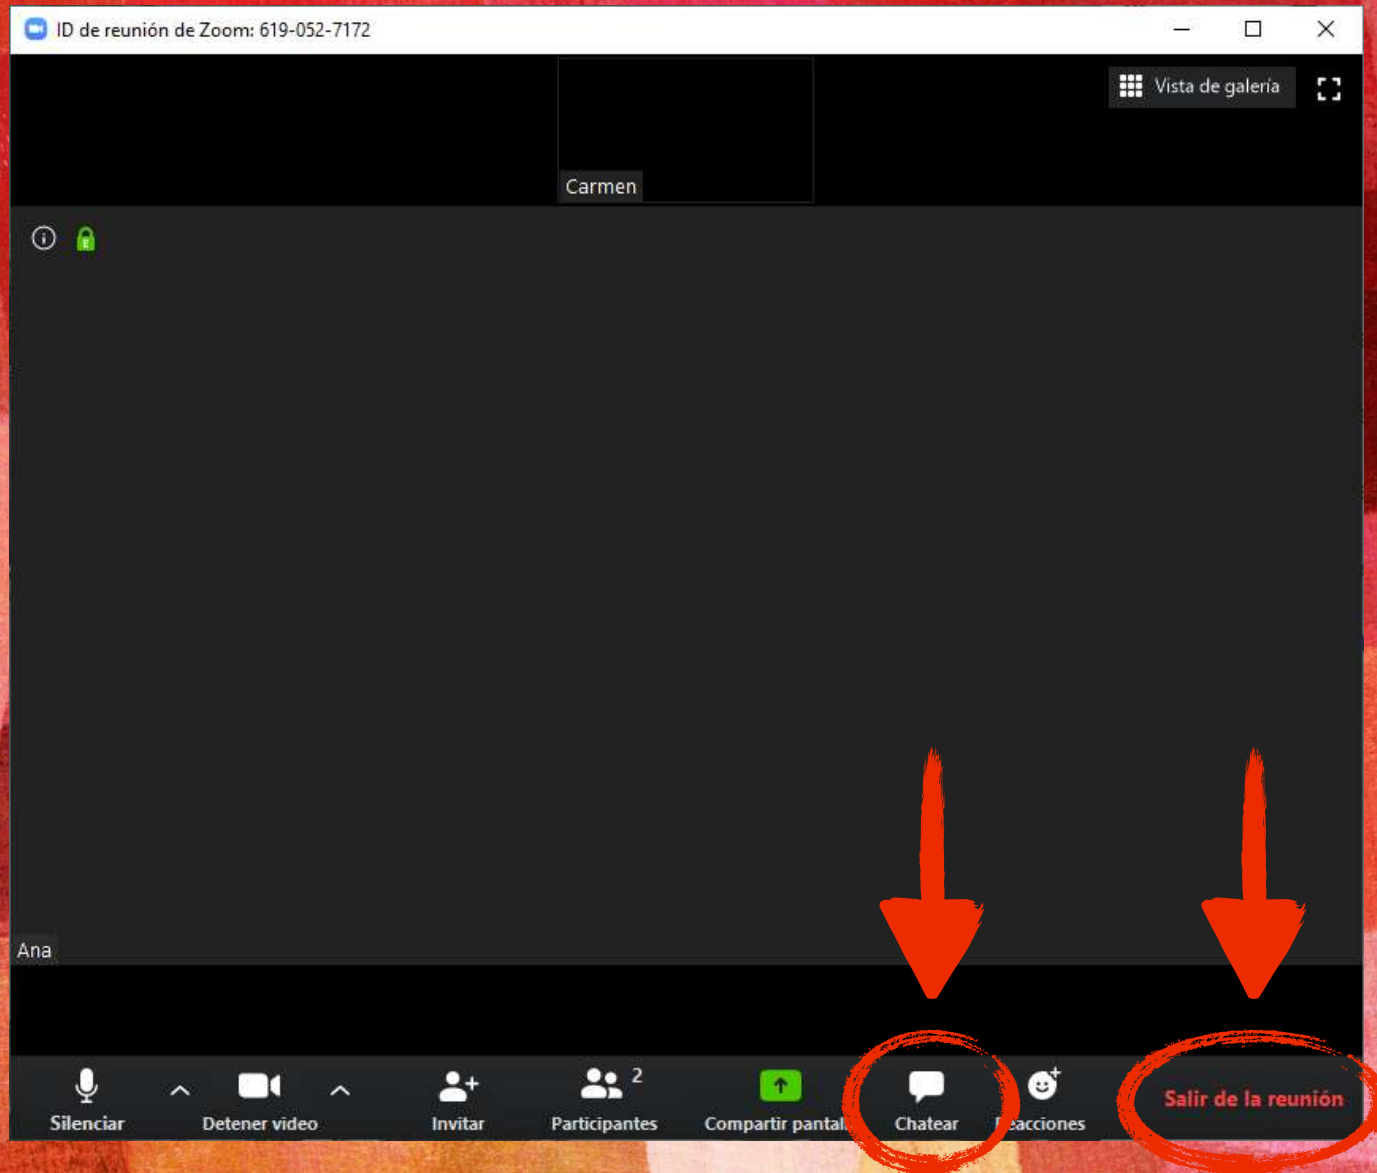 ID de reunión de Zoom: 619-052-7172
Vista de galería
Carmen
Ana
2
Silenciar
Detener video
Invitar
Participantes
Compartir pantal
Chatear
Reacciones
Salir de la reunión